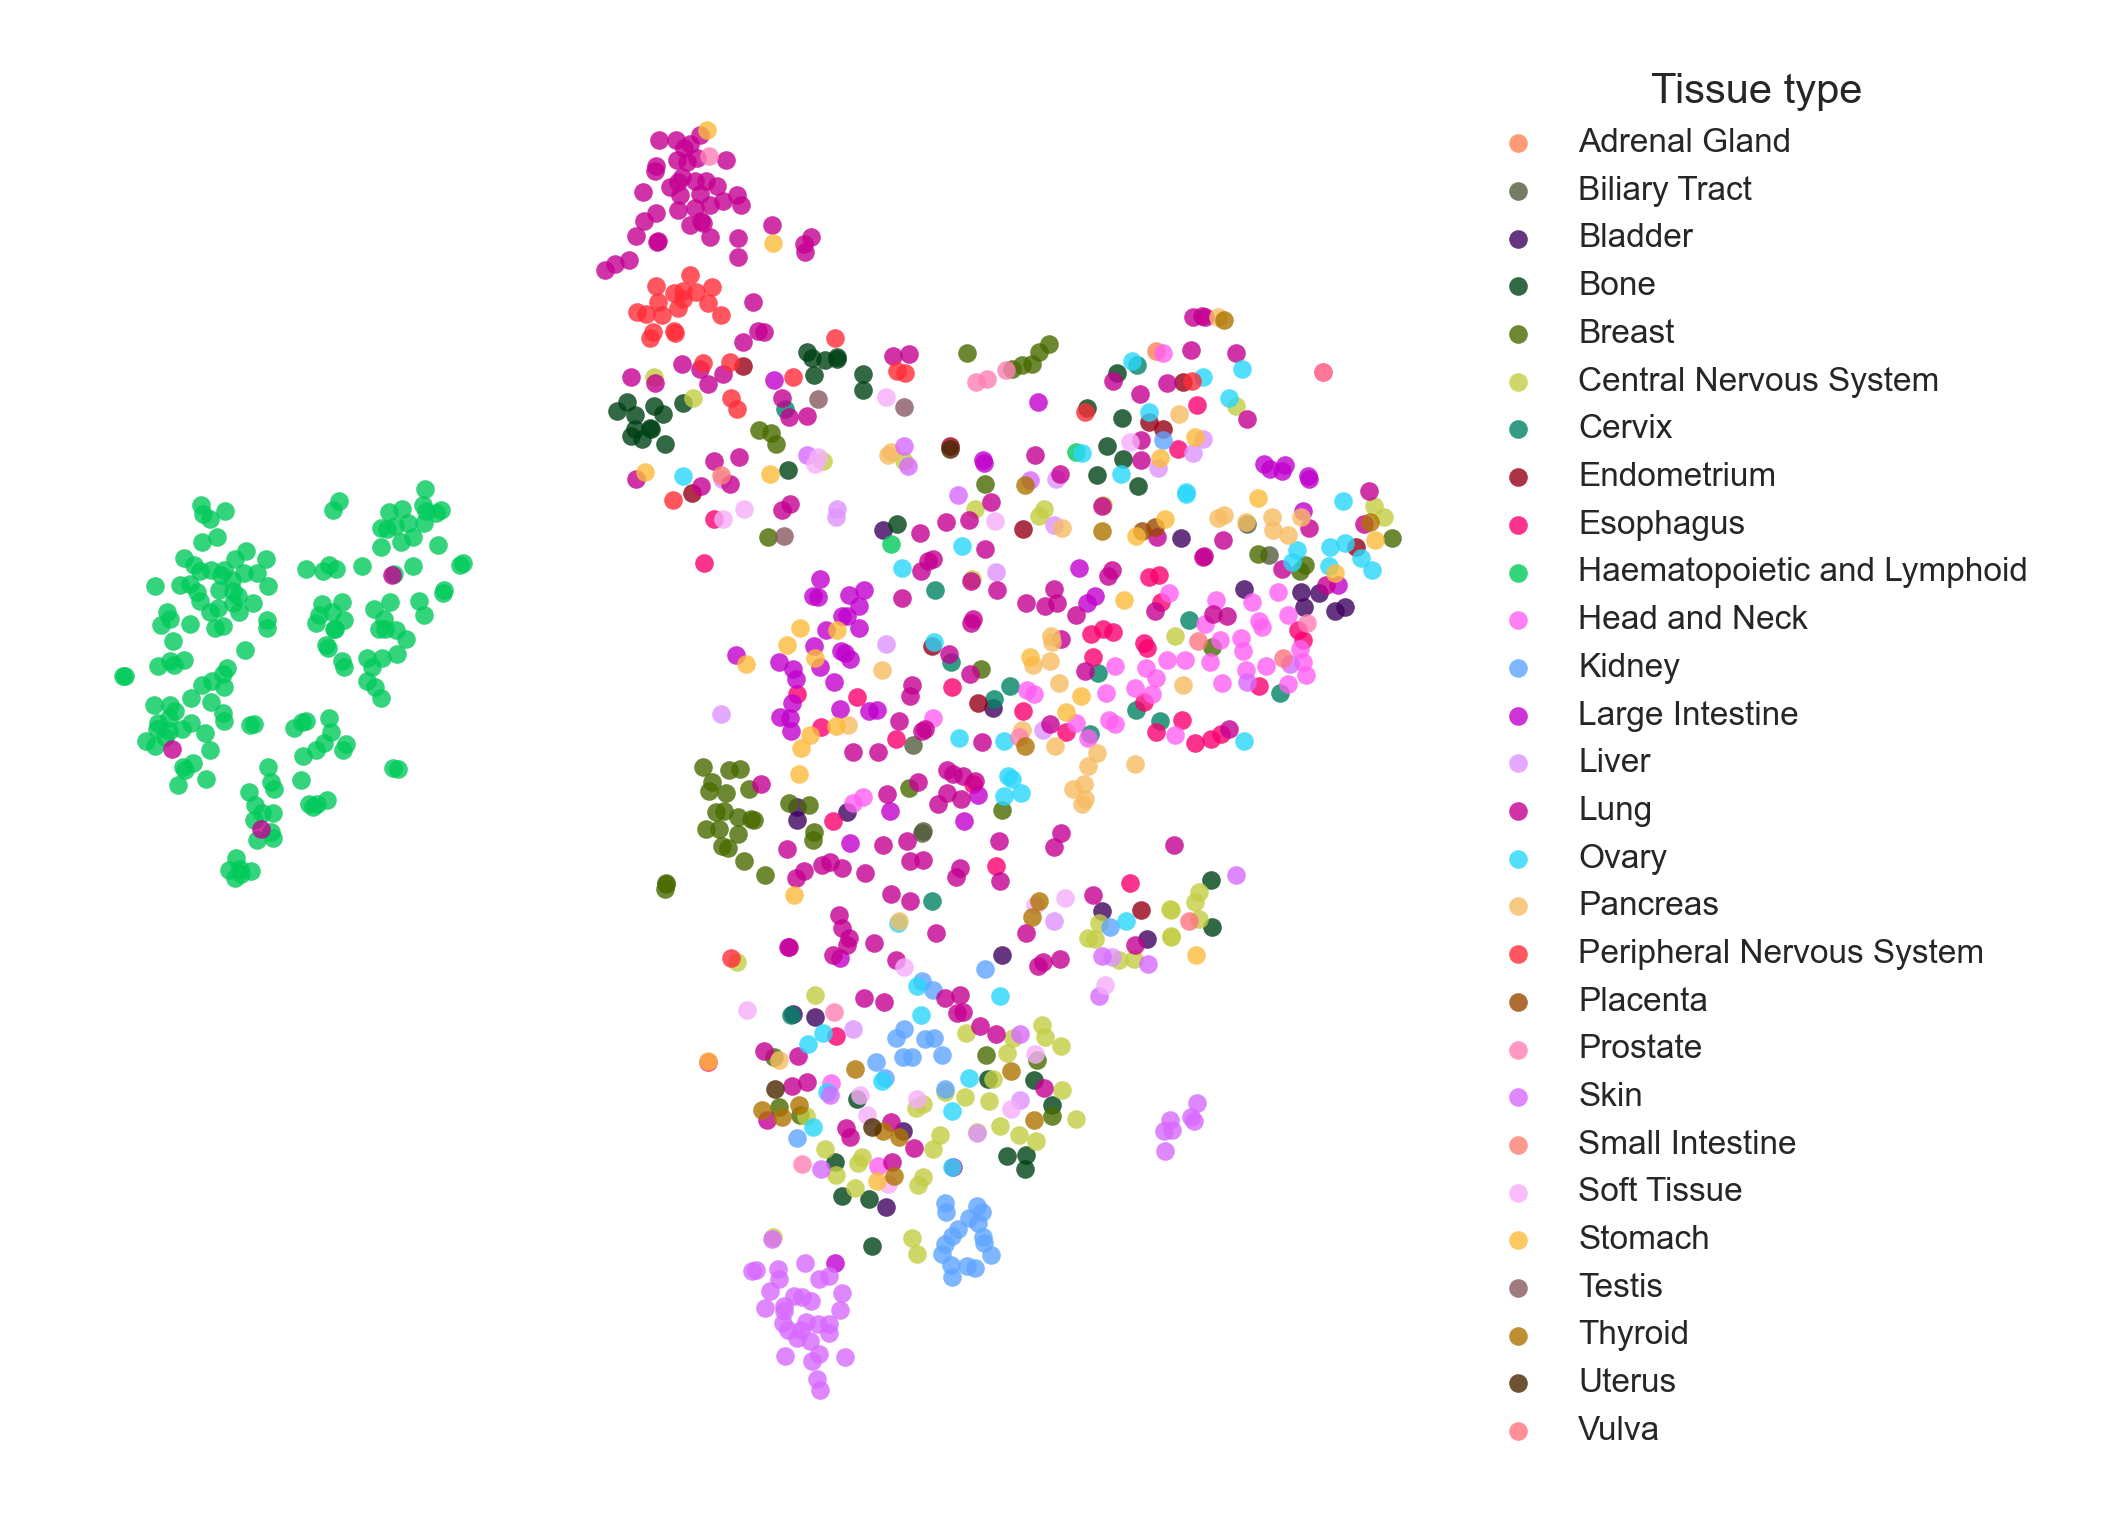 Tissue type
Adrenal Gland
Biliary Tract
Bladder
Bone
Breast
Central Nervous System
Cervix
Endometrium
Esophagus
Haematopoietic and Lymphoid
Head and Neck
Kidney
Large Intestine
Liver
Lung
Ovary
Pancreas
Peripheral Nervous System
Placenta
Prostate
Skin
Small Intestine
Soft Tissue
Stomach
Testis
Thyroid
Uterus
Vulva